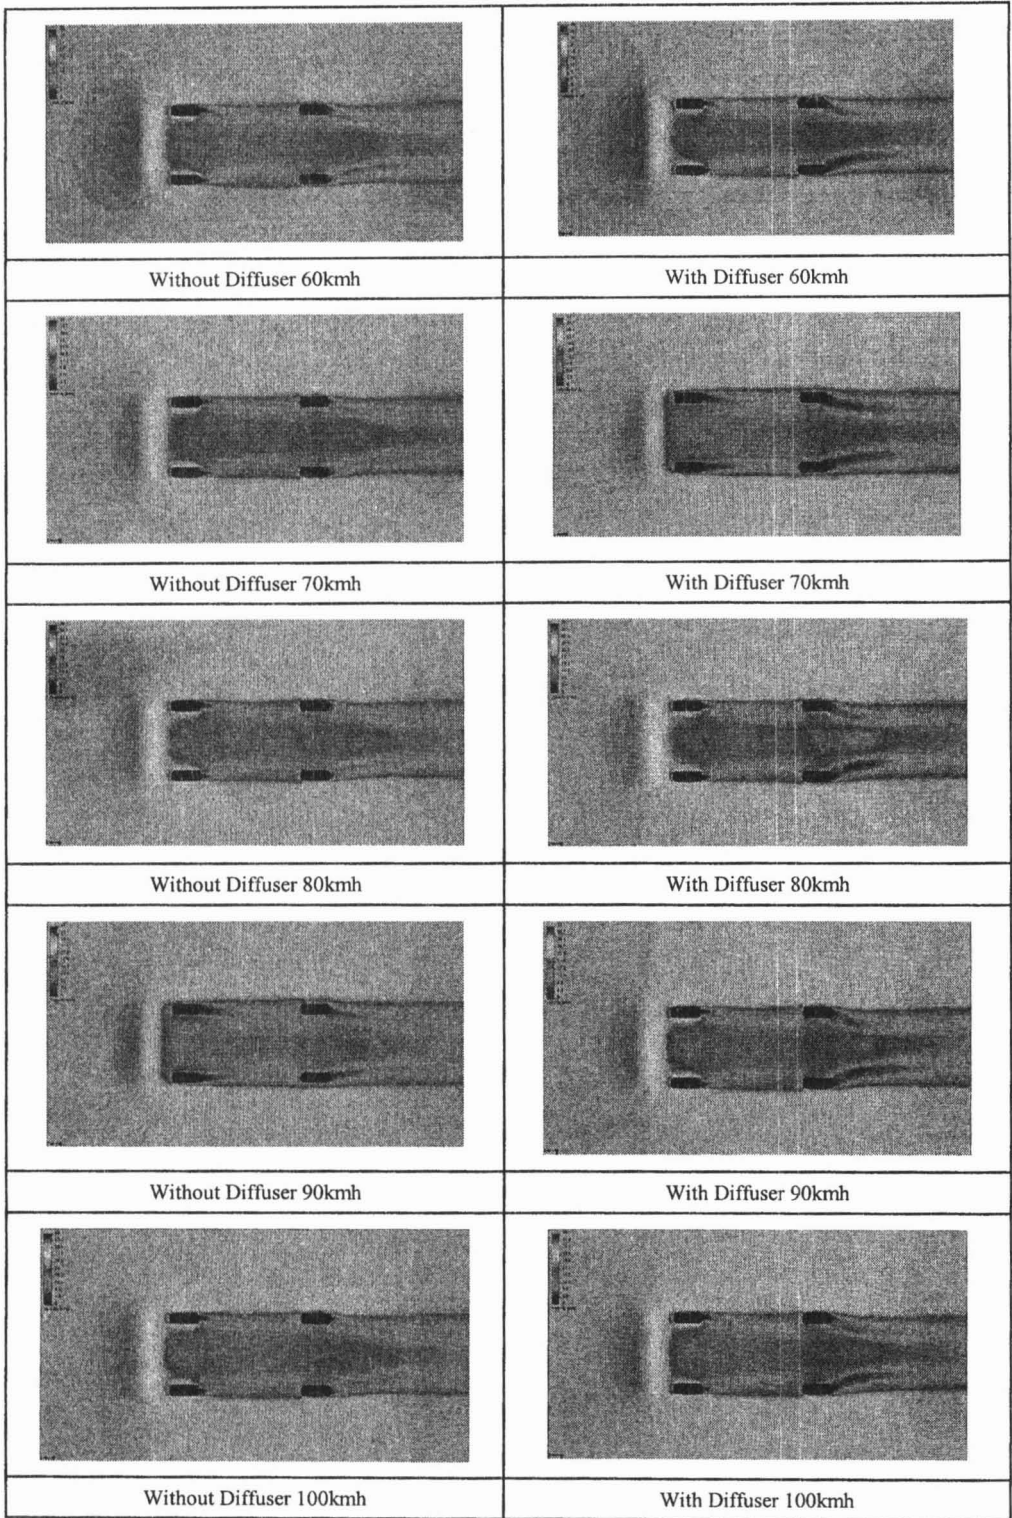 Without Diffuser 60kmh
With Diffuser 60kmh
Without Diffuser 70kmh
With Diffuser 70kmh
Without Diffuser 80kmh
With Diffuser 80kmh
Without Diffuser 90kmh
With Diffuser 90kmh
Without Diffuser 100kmh
With Diffuser 100kmh